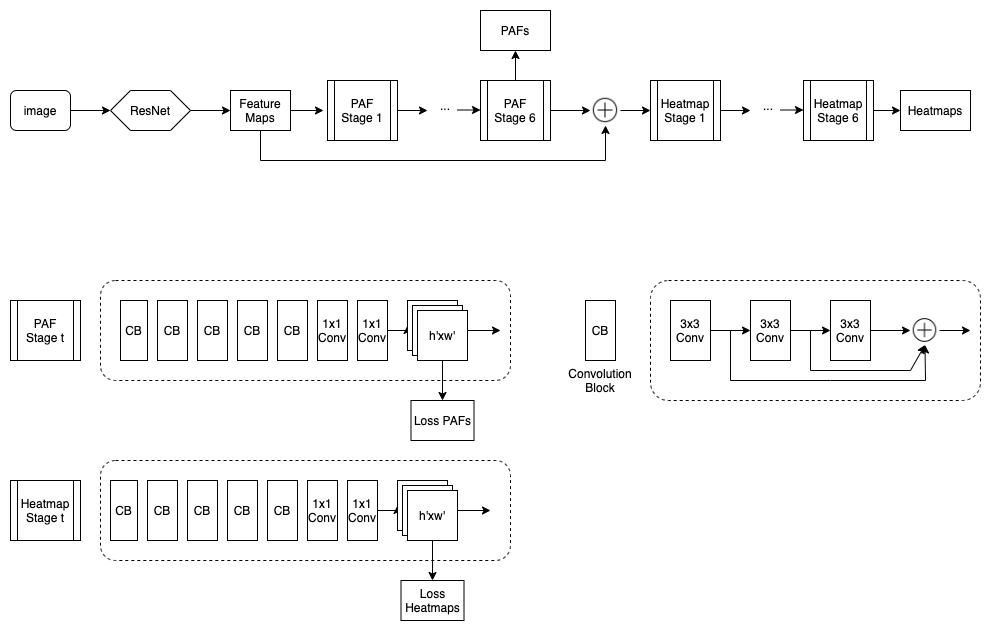 PAFs
image
ResNet
Feature
Maps
PAF
Stage 1
...
PAF
Stage 6
Heatmap
Stage 1
...
Heatmap
Stage 6
Heatmaps
PAF
Stage t
CB
CB
CB
CB
CB
1x1
Conv
1x1
Conv
h'xw'
Loss PAFs
CB
Convolution
Block
3x3
Conv
3x3
Conv
3x3
Conv
Heatmap
Stage t
CB
CB
CB
CB
CB
1x1
Conv
1x1
Conv
h'xw'
Loss
Heatmaps